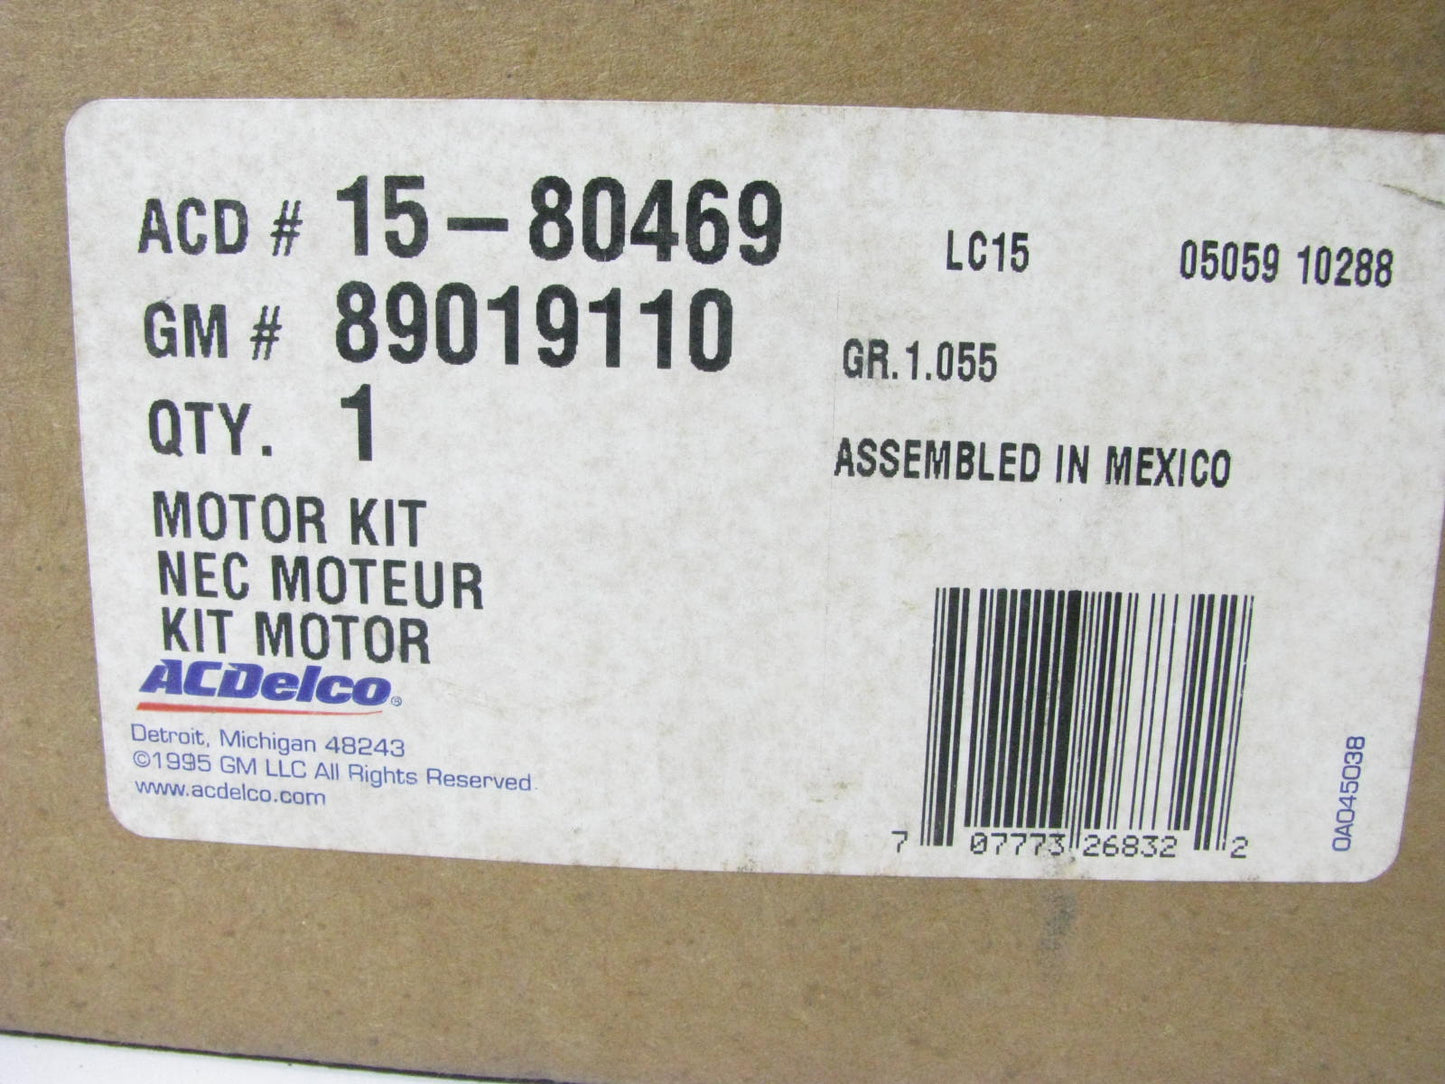 ACD # 15-80469
GM # 89019110
QTY. 1
MOTOR KIT
NEC MOTEUR
KIT MOTOR
ACDelco®
Detroit, Michigan 48243
©1995 GM LLC All Rights Reserved.
www.acdelco.com
LC15 05059 10288
GR.1.055
ASSEMBLED IN MEXICO
7 07773 26832 2
0A045038